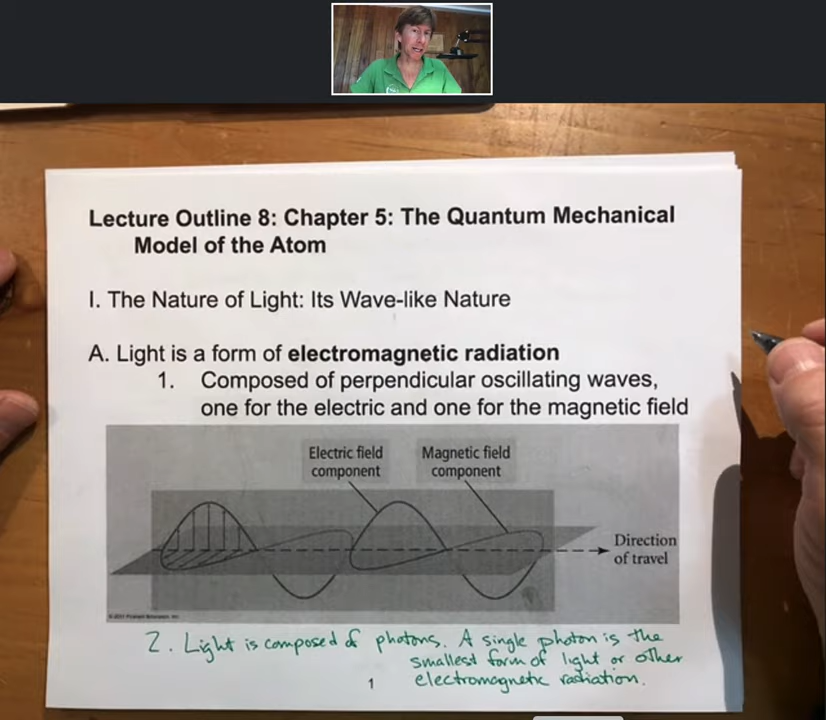 Lecture Outline 8: Chapter 5: The Quantum Mechanical
Model of the Atom
I. The Nature of Light: Its Wave-like Nature
A. Light is a form of electromagnetic radiation
1. Composed of perpendicular oscillating waves,
one for the electric and one for the magnetic field
Electric field
component
Magnetic field
component
Direction
of travel
2. Light is composed of photons. A single photon is the
smallest form of light or other
electromagnetic radiation.
1